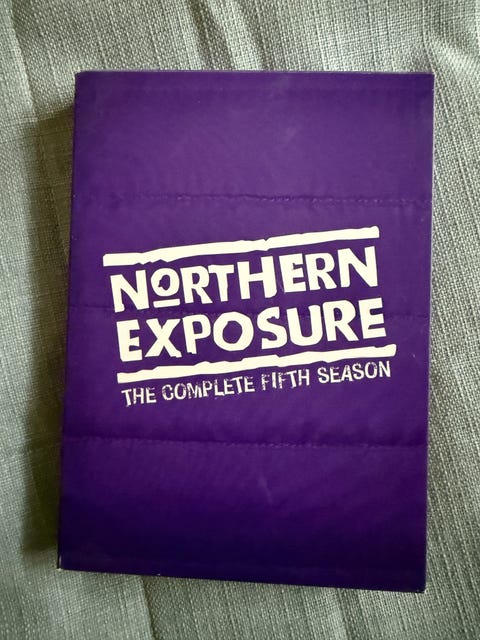 NORTHERN
EXPOSURE
THE COMPLETE FIFTH SEASON